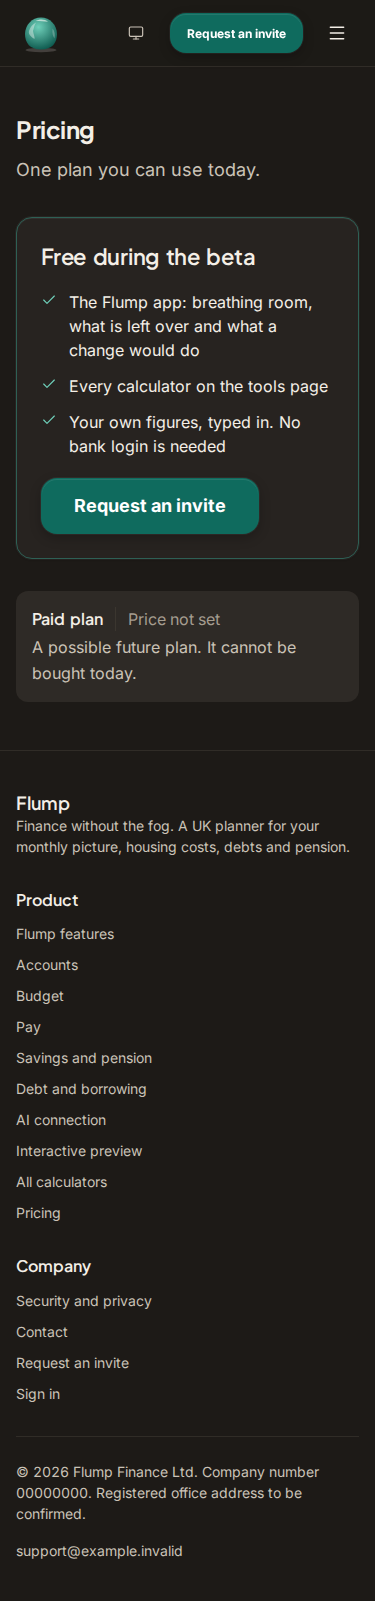 Request an invite
Pricing
One plan you can use today.
Free during the beta
The Flump app: breathing room,
what is left over and what a
change would do
Every calculator on the tools page
Your own figures, typed in. No
bank login is needed
Request an invite
Paid plan
Price not set
A possible future plan. It cannot be
bought today.
Flump
Finance without the fog. A UK planner for your
monthly picture, housing costs, debts and pension.
Product
Flump features
Accounts
Budget
Pay
Savings and pension
Debt and borrowing
AI connection
Interactive preview
All calculators
Pricing
Company
Security and privacy
Contact
Request an invite
Sign in
© 2026 Flump Finance Ltd. Company number
00000000. Registered office address to be
confirmed.
support@example.invalid